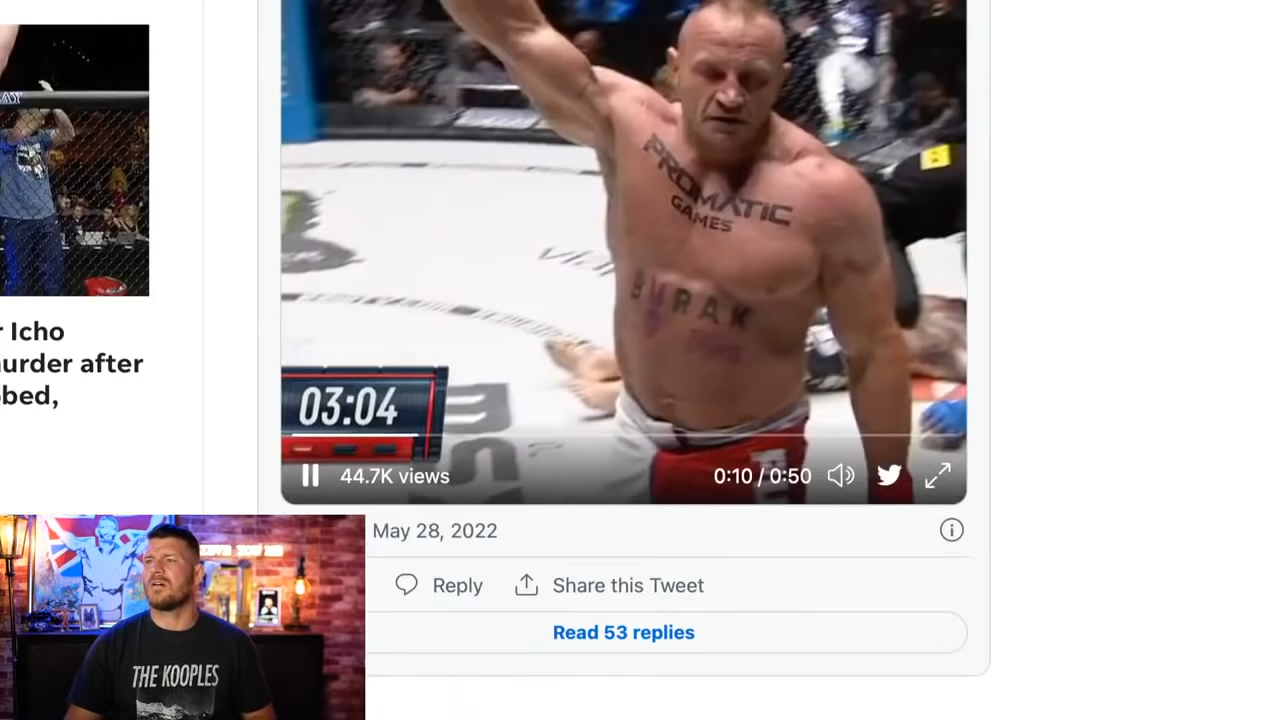 PROMATIC
GAMES
BURAK
r Icho
urder after
bed,
03:04
44.7K views
0:10 / 0:50
May 28, 2022
Reply
Share this Tweet
Read 53 replies
THE KOOPLES